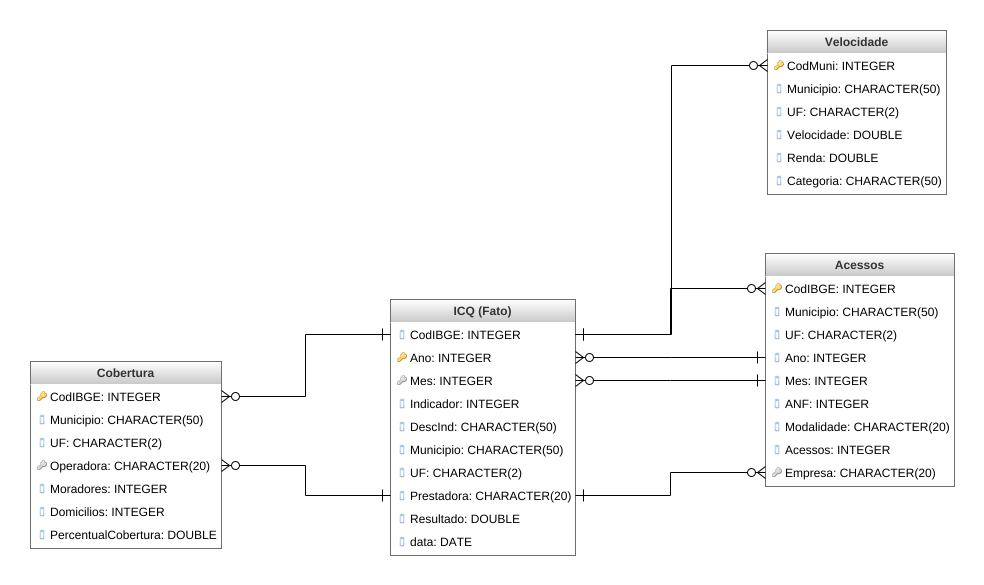 Velocidade
CodMuni: INTEGER
Municipio: CHARACTER(50)
UF: CHARACTER(2)
Velocidade: DOUBLE
Renda: DOUBLE
Categoria: CHARACTER(50)
Acessos
CodIBGE: INTEGER
Municipio: CHARACTER(50)
UF: CHARACTER(2)
Ano: INTEGER
Mes: INTEGER
ANF: INTEGER
Modalidade: CHARACTER(20)
Acessos: INTEGER
Empresa: CHARACTER(20)
ICQ (Fato)
CodIBGE: INTEGER
Ano: INTEGER
Mes: INTEGER
Indicador: INTEGER
DescInd: CHARACTER(50)
Municipio: CHARACTER(50)
UF: CHARACTER(2)
Prestadora: CHARACTER(20)
Resultado: DOUBLE
data: DATE
Cobertura
CodIBGE: INTEGER
Municipio: CHARACTER(50)
UF: CHARACTER(2)
Operadora: CHARACTER(20)
Moradores: INTEGER
Domicilios: INTEGER
PercentualCobertura: DOUBLE